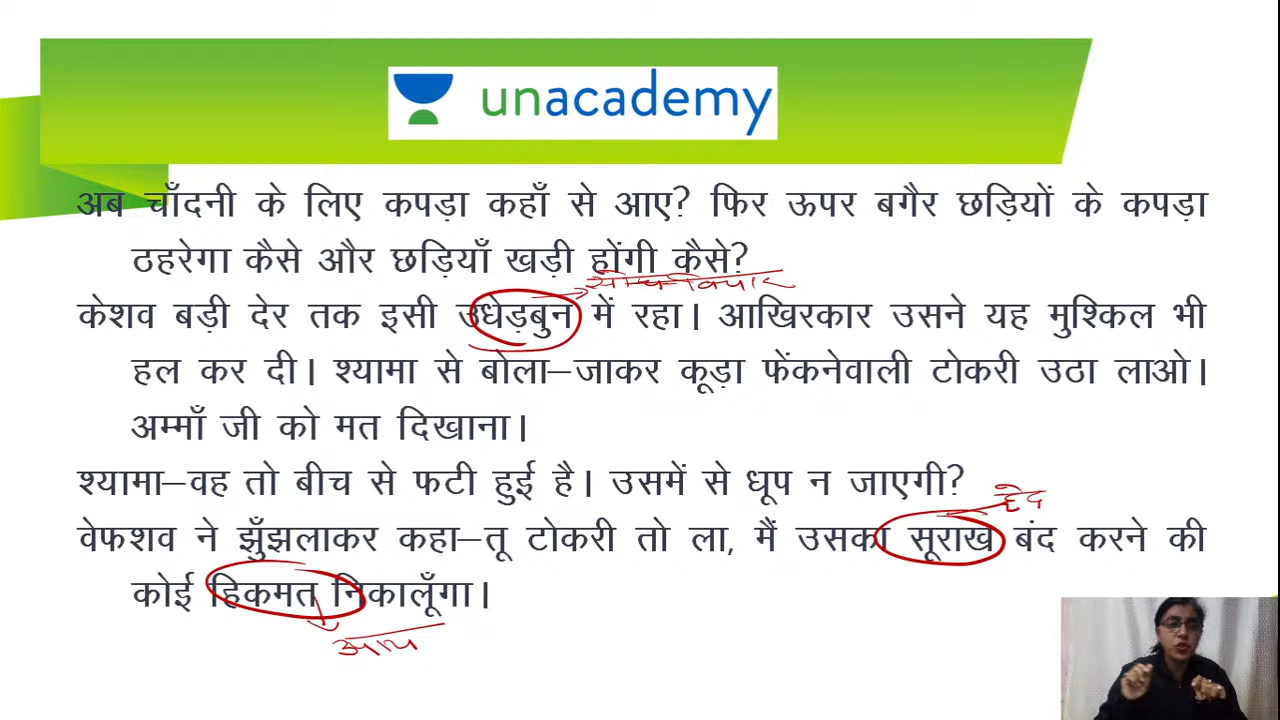 unacademy
अब चाँदनी के लिए कपड़ा कहाँ से आए? फिर ऊपर बगैर छड़ियों के कपड़ा
ठहरेगा कैसे और छड़ियाँ खड़ी होंगी कैसे?
सोच-विचार
केशव बड़ी देर तक इसी उधेड़बुन में रहा। आखिरकार उसने यह मुश्किल भी
हल कर दी। श्यामा से बोला—जाकर कूड़ा फेंकनेवाली टोकरी उठा लाओ।
अम्माँ जी को मत दिखाना।
श्यामा—वह तो बीच से फटी हुई है। उसमें से धूप न जाएगी?
छेद
वेफशव ने झुँझलाकर कहा—तू टोकरी तो ला, मैं उसका सूराख बंद करने की
कोई हिकमत निकालूँगा।